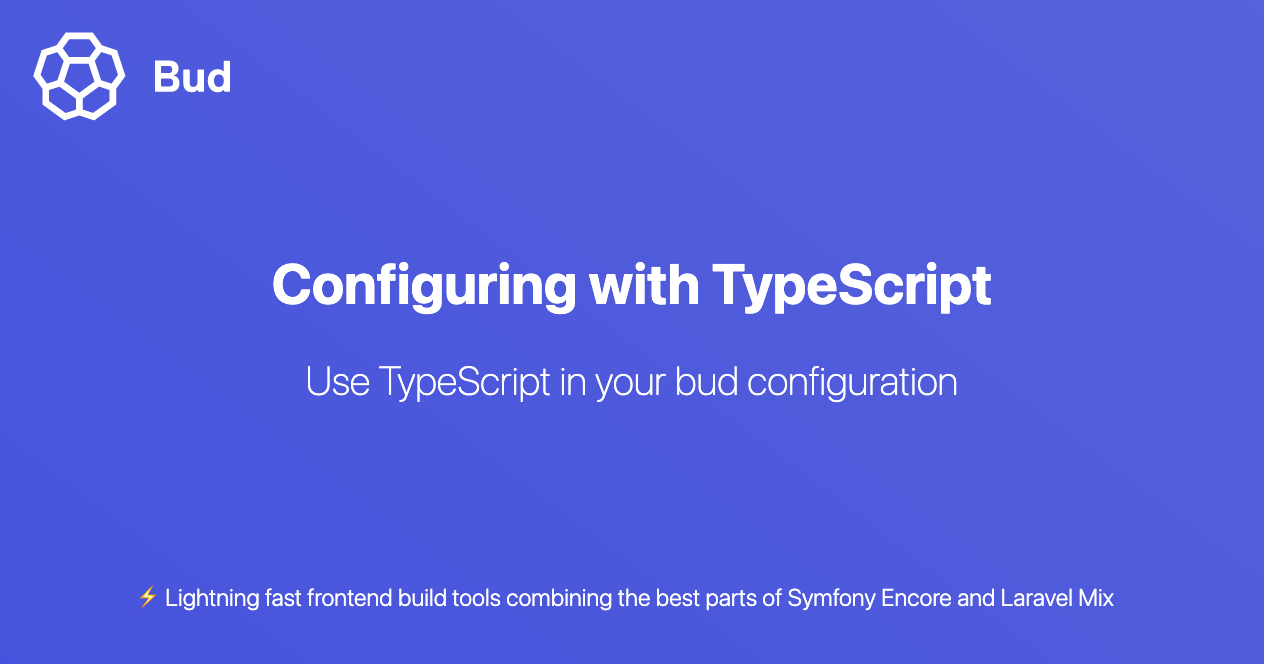 Bud
Configuring with TypeScript
Use TypeScript in your bud configuration
⚡ Lightning fast frontend build tools combining the best parts of Symfony Encore and Laravel Mix